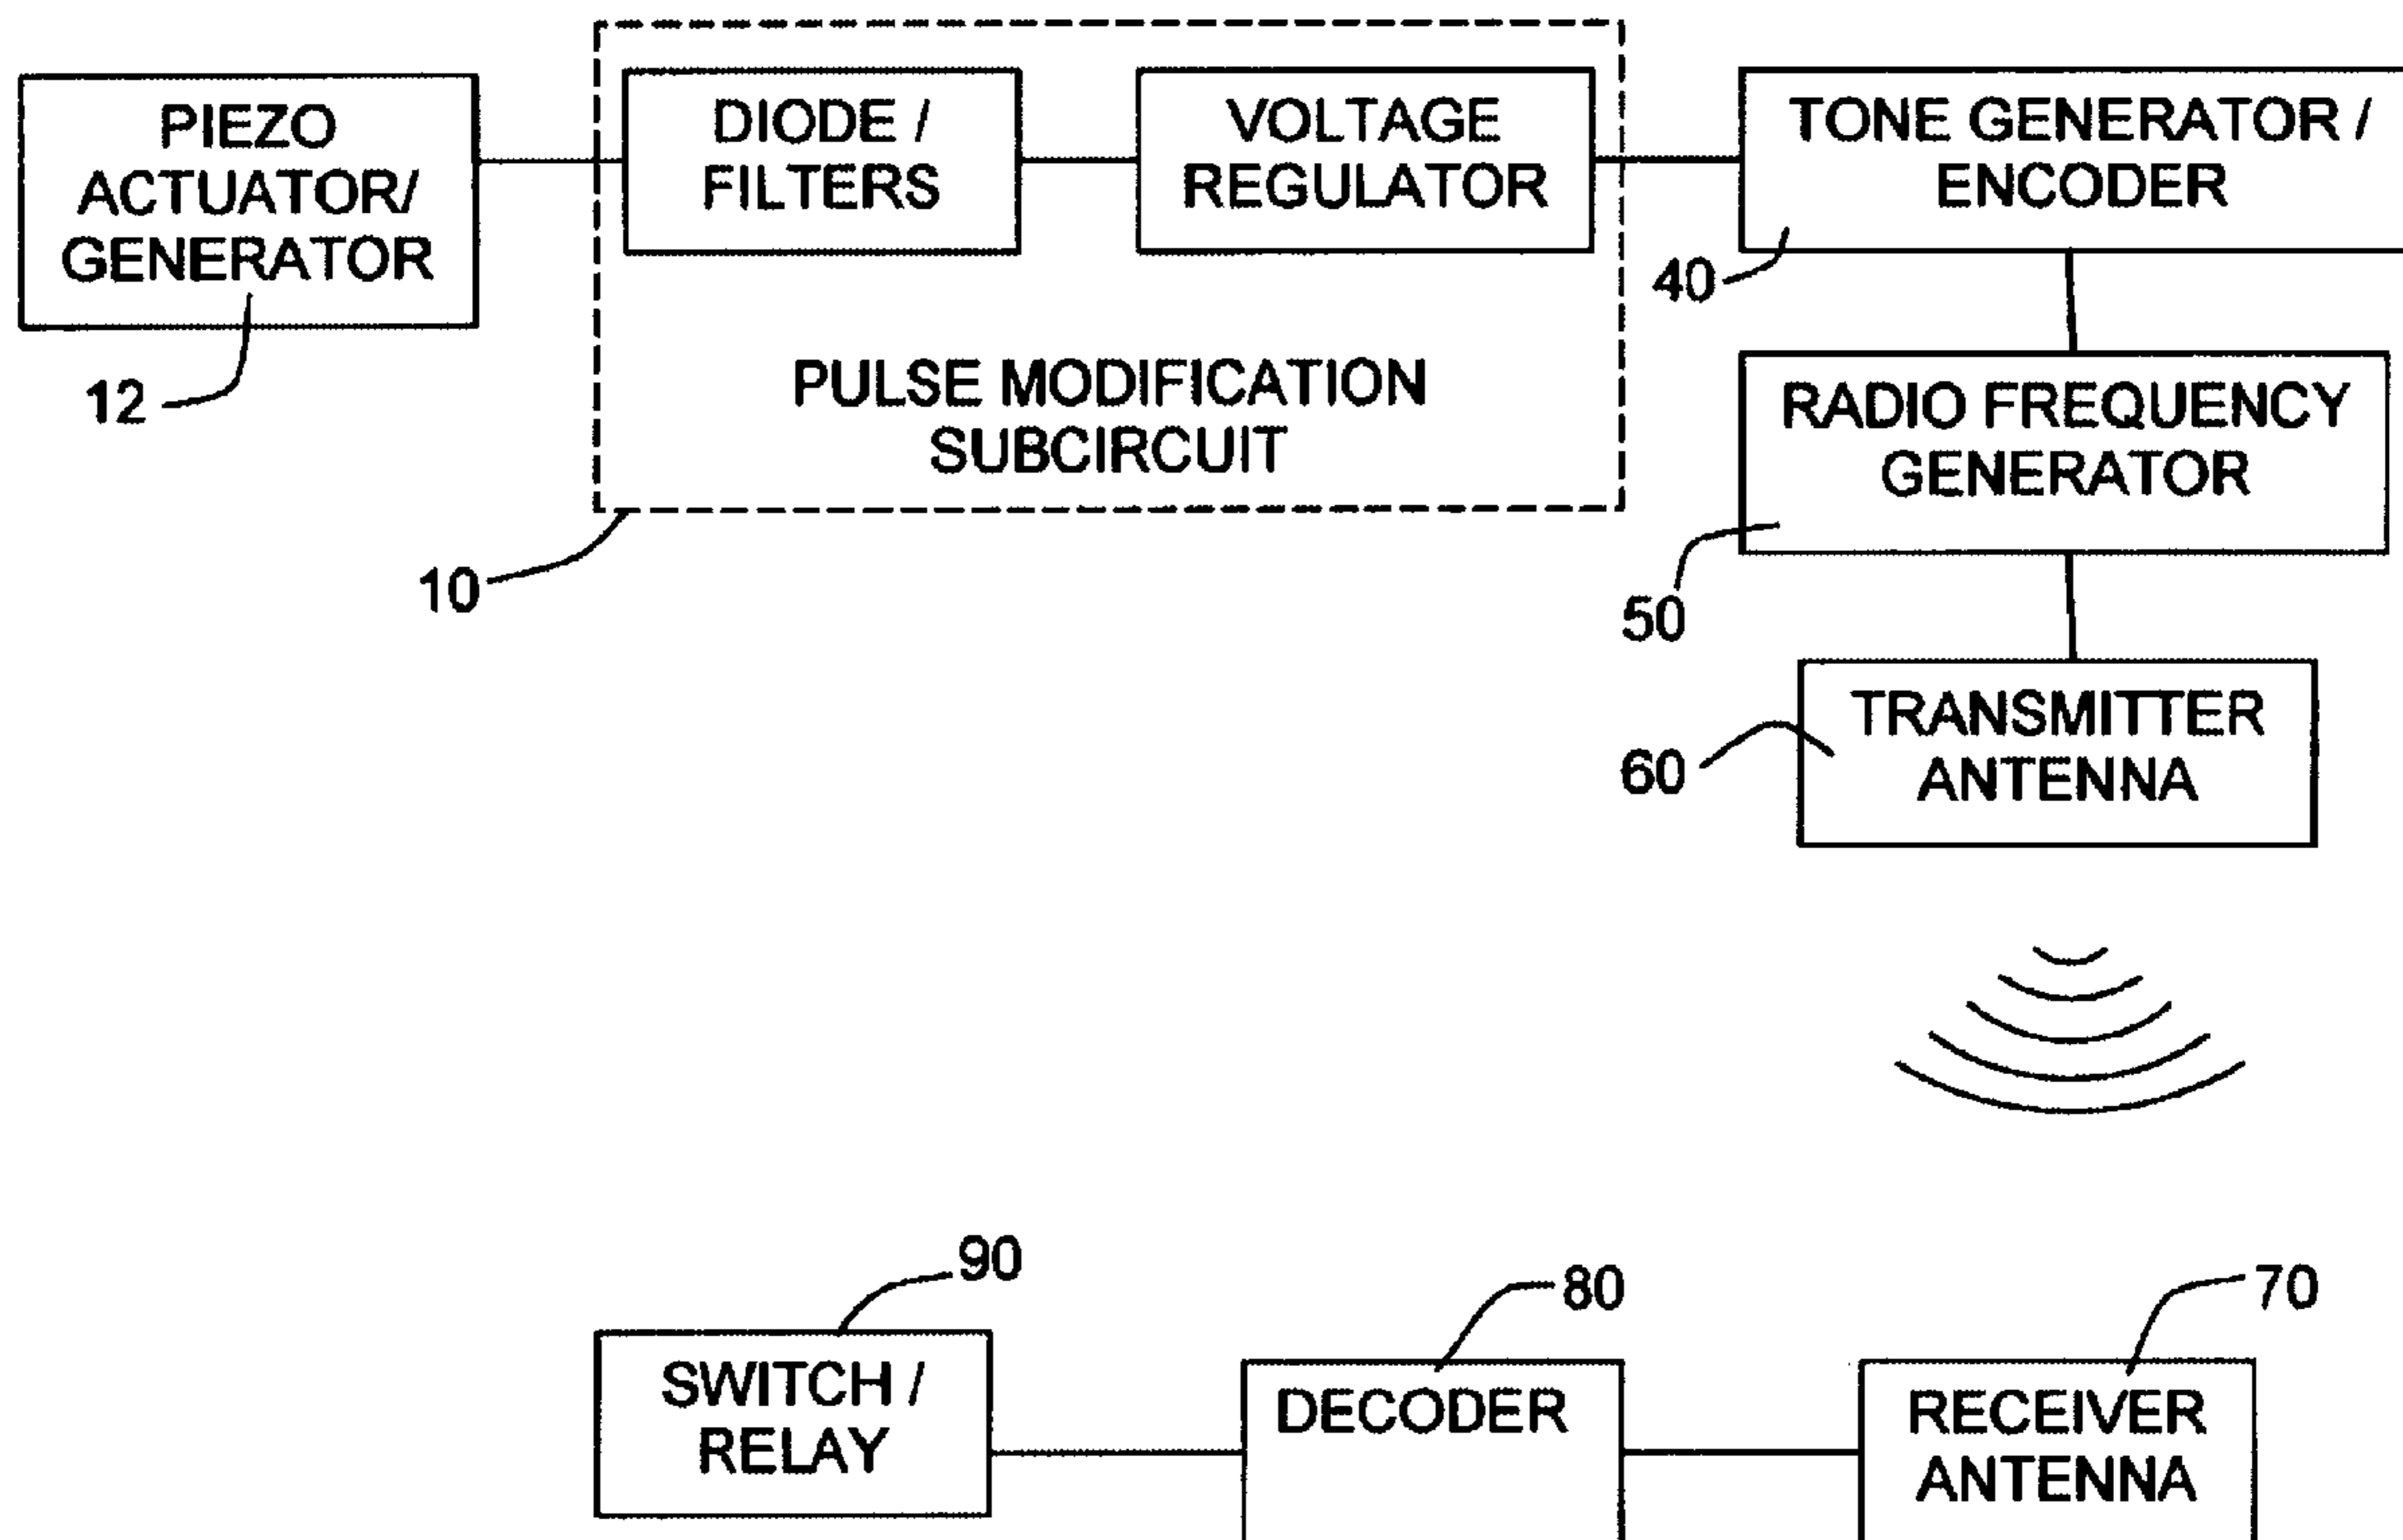 PIEZO
ACTUATOR/
GENERATOR
12
DIODE /
FILTERS
VOLTAGE
REGULATOR
PULSE MODIFICATION
SUBCIRCUIT
10
TONE GENERATOR /
ENCODER
40
RADIO FREQUENCY
GENERATOR
50
TRANSMITTER
ANTENNA
60
90
SWITCH /
RELAY
80
DECODER
70
RECEIVER
ANTENNA